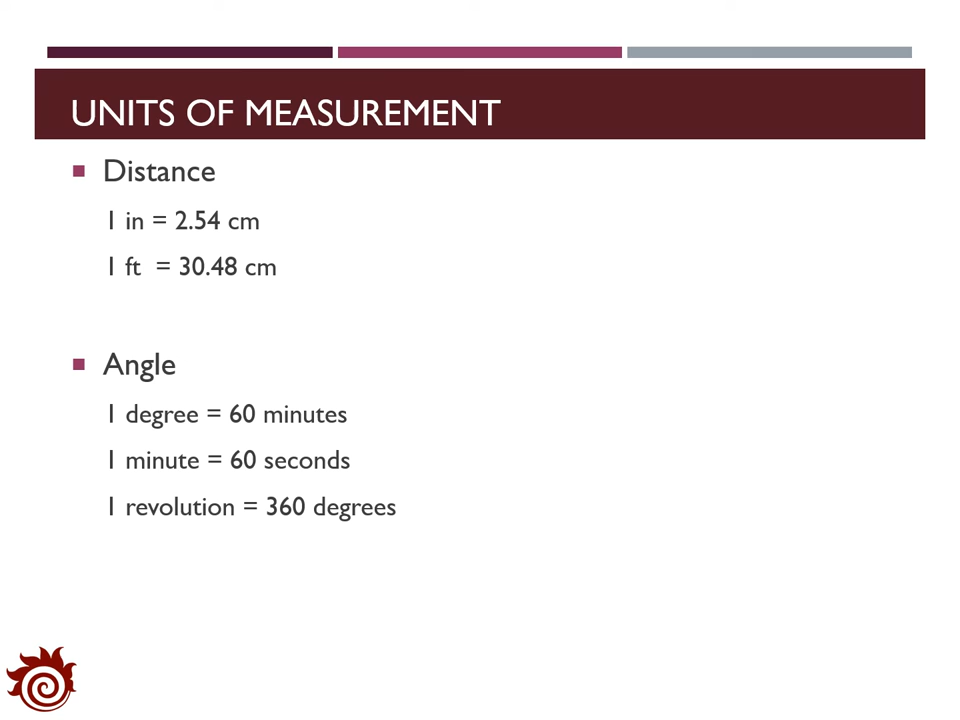 UNITS OF MEASUREMENT
Distance
1 in = 2.54 cm
1 ft = 30.48 cm
Angle
1 degree = 60 minutes
1 minute = 60 seconds
1 revolution = 360 degrees